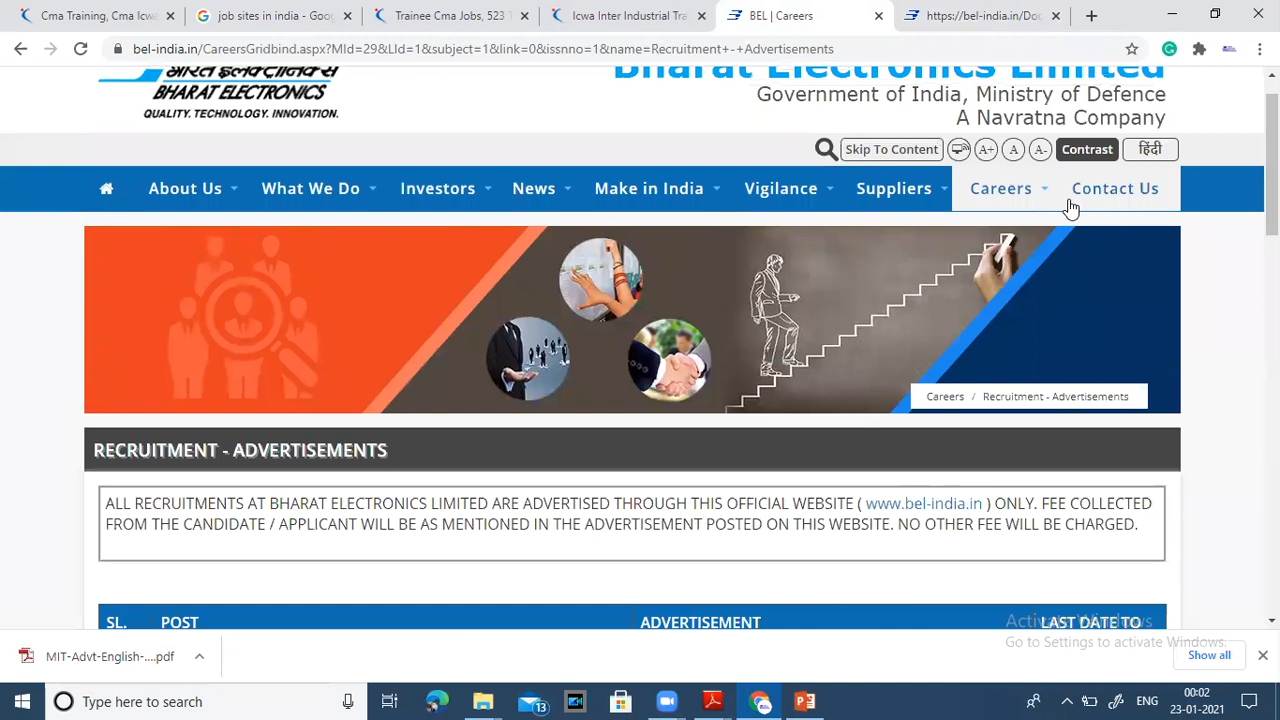 Cma Training, Cma Icwa
job sites in india - Goog
Trainee Cma Jobs, 523 T
Icwa Inter Industrial Tra
BEL | Careers
https://bel-india.in/Doc
bel-india.in/CareersGridbind.aspx?MId=29&LId=1&subject=1&link=0&issnno=1&name=Recruitment+-+Advertisements
भारत इलेक्ट्रॉनिक्स
BHARAT ELECTRONICS
QUALITY. TECHNOLOGY. INNOVATION.
Bharat Electronics Limited
Government of India, Ministry of Defence
A Navratna Company
Skip To Content
A+
A
A-
Contrast
हिंदी
About Us
What We Do
Investors
News
Make in India
Vigilance
Suppliers
Careers
Contact Us
Careers / Recruitment - Advertisements
RECRUITMENT - ADVERTISEMENTS
ALL RECRUITMENTS AT BHARAT ELECTRONICS LIMITED ARE ADVERTISED THROUGH THIS OFFICIAL WEBSITE ( www.bel-india.in ) ONLY. FEE COLLECTED
FROM THE CANDIDATE / APPLICANT WILL BE AS MENTIONED IN THE ADVERTISEMENT POSTED ON THIS WEBSITE. NO OTHER FEE WILL BE CHARGED.
SL.
POST
ADVERTISEMENT
LAST DATE TO
Activate Windows
Go to Settings to activate Windows.
MIT-Advt-English-....pdf
Show all
Type here to search
13
ENG
00:02
23-01-2021